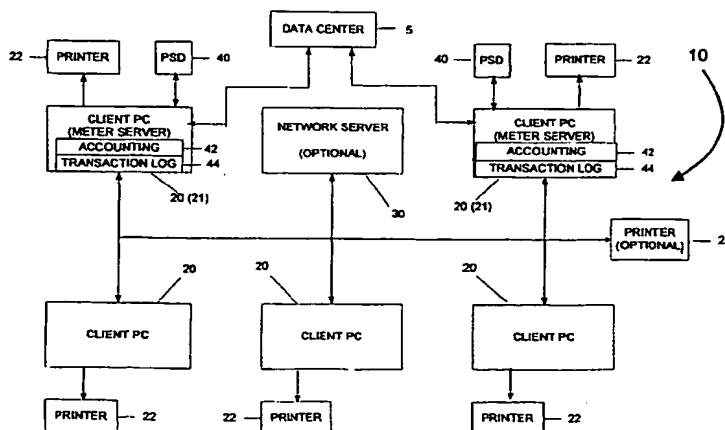 DATA CENTER 5
22 PRINTER
PSD 40
40 PSD
PRINTER 22
10
CLIENT PC
(METER SERVER)
ACCOUNTING 42
TRANSACTION LOG 44
20 (21)
NETWORK SERVER
(OPTIONAL)
30
CLIENT PC
(METER SERVER)
ACCOUNTING 42
TRANSACTION LOG 44
20 (21)
PRINTER
(OPTIONAL) 2
20
CLIENT PC
20
CLIENT PC
20
CLIENT PC
PRINTER 22
22 PRINTER
PRINTER 22